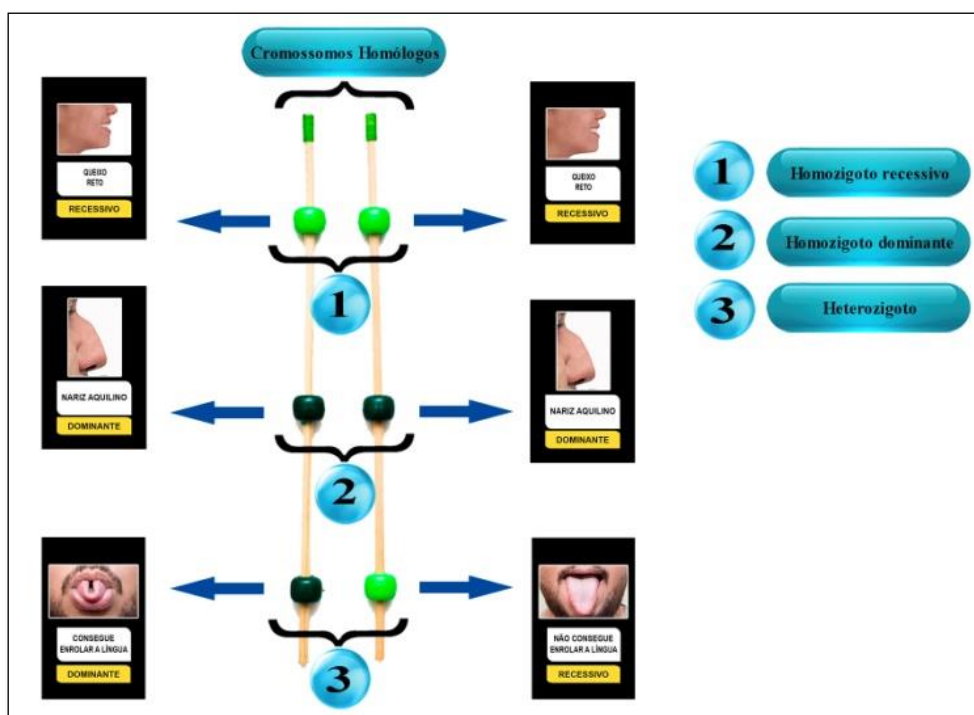 Cromossomos Homólogos
QUEIXO
RETO
RECESSIVO
QUEIXO
RETO
RECESSIVO
1
Homozigoto recessivo
2
Homozigoto dominante
3
Heterozigoto
1
NARIZ AQUILINO
DOMINANTE
NARIZ AQUILINO
DOMINANTE
2
CONSEGUE
ENROLAR A LÍNGUA
DOMINANTE
NÃO CONSEGUE
ENROLAR A LÍNGUA
RECESSIVO
3